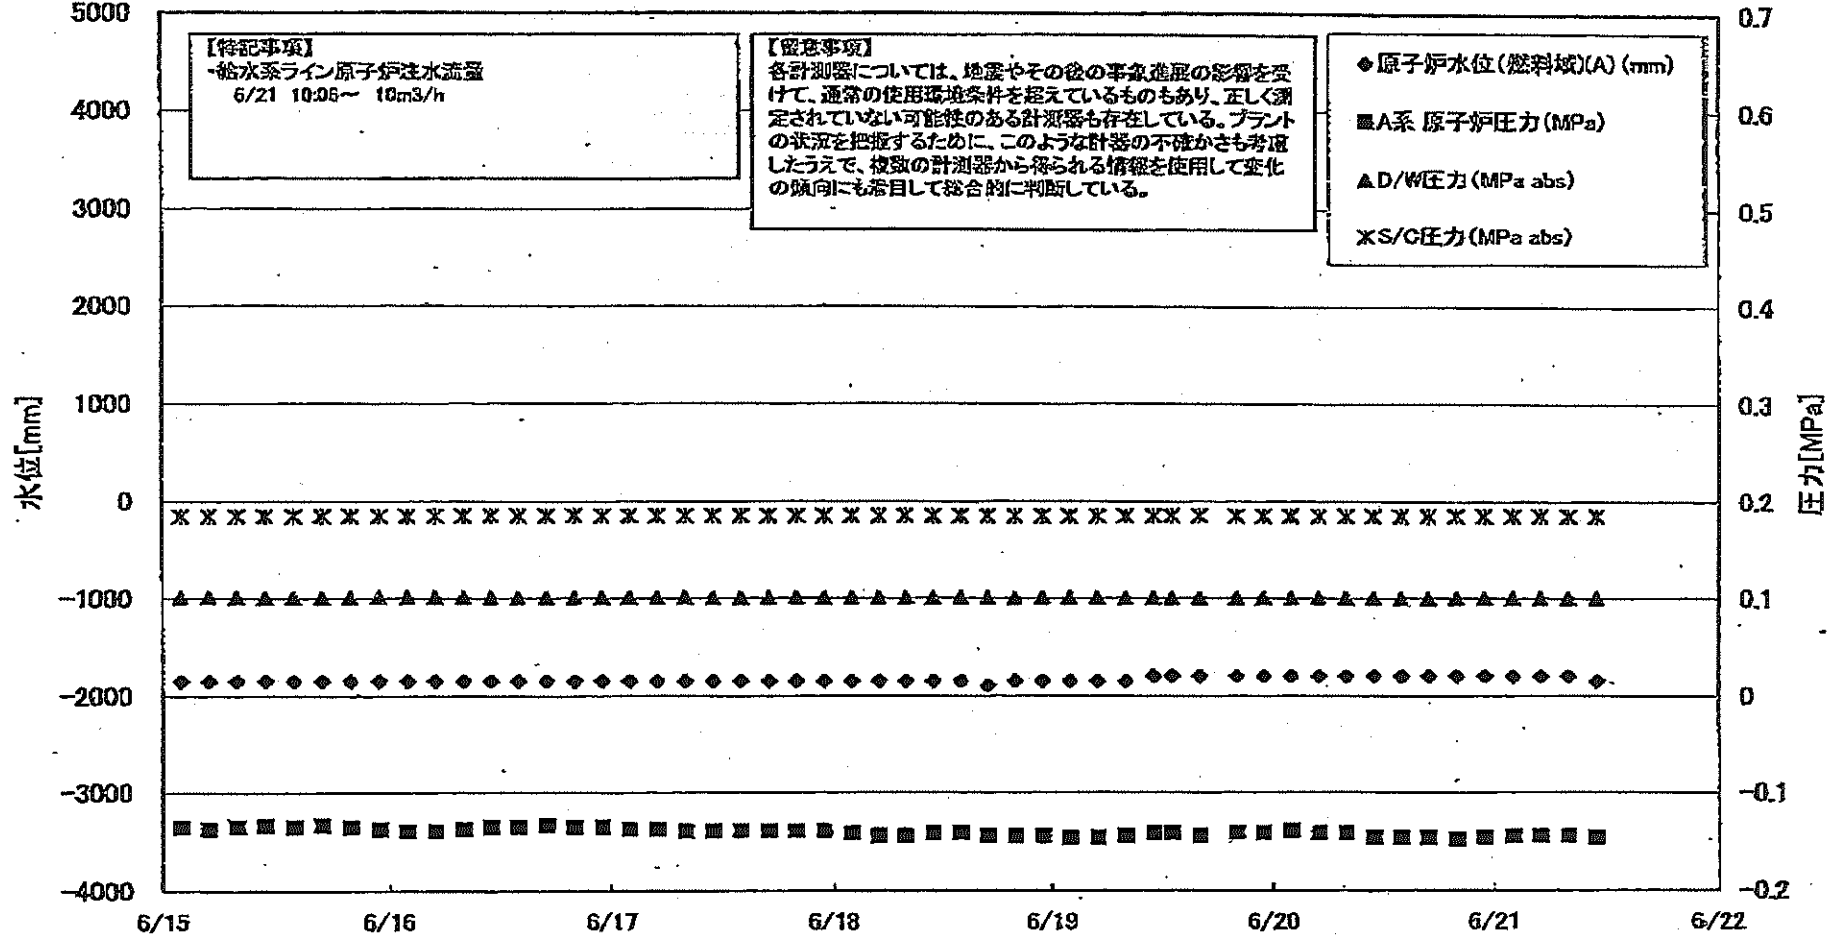 【特記事項】
・給水系ライン原子炉注水流量
6/21 10:06～ 10m3/h
【留意事項】
各計測器については、地震やその後の事象進展の影響を受
けて、通常の使用環境条件を超えているものもあり、正しく測
定されていない可能性のある計測器も存在している。プラント
の状況を把握するために、このような計器の不確かさも考慮
したうえで、複数の計測器から得られる情報を使用して変化
の傾向にも着目して総合的に判断している。
◆原子炉水位(燃料域)(A)(mm)
■A系 原子炉圧力(MPa)
▲D/W圧力(MPa abs)
S/C圧力(MPa abs)
水位[mm]
5000
4000
3000
2000
1000
0
-1000
-2000
-3000
-4000
圧力[MPa]
0.7
0.6
0.5
0.4
0.3
0.2
0.1
0
-0.1
-0.2
6/15
6/16
6/17
6/18
6/19
6/20
6/21
6/22